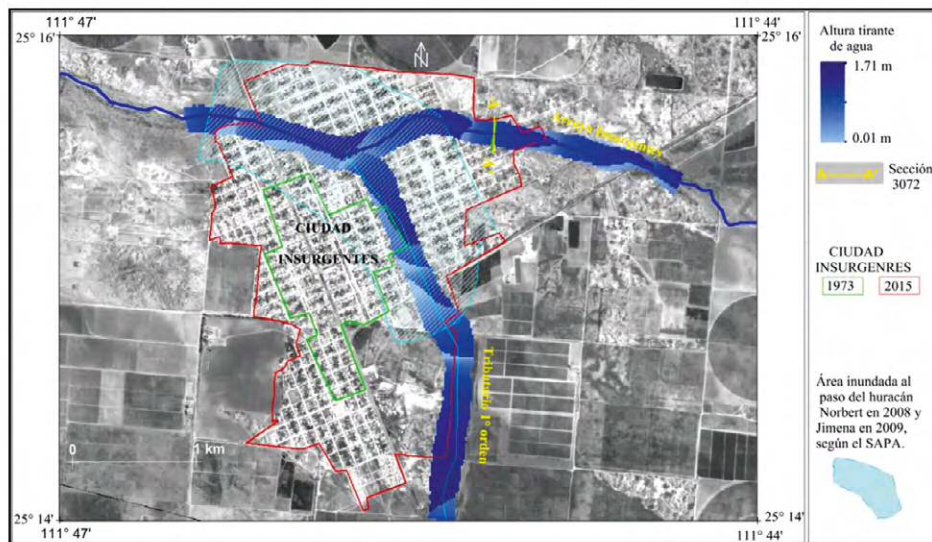 111° 47'
111° 44'
25° 16'
25° 16'
N
A
Arroyo Insurgentes
A'
CIUDAD
INSURGENTES
Tributario 1° orden
0
1 km
25° 14'
25° 14'
111° 47'
111° 44'
Altura tirante
de agua
1.71 m
0.01 m
A
A'
Sección
3072
CIUDAD
INSURGENRES
1973
2015
Área inundada al
paso del huracán
Norbert en 2008 y
Jimena en 2009,
según el SAPA.